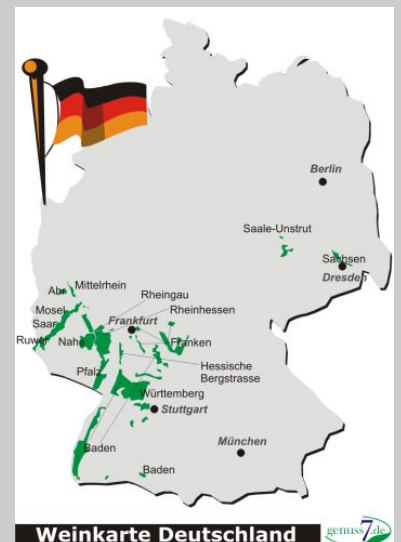 Berlin
Saale-Unstrut
Sachsen
Dresden
Ahr
Mittelrhein
Rheingau
Mosel
Saar
Ruwer
Rheinhessen
Frankfurt
Nahe
Franken
Pfalz
Hessische
Bergstrasse
Württemberg
Stuttgart
Baden
München
Baden
Weinkarte Deutschland
genuss7.de